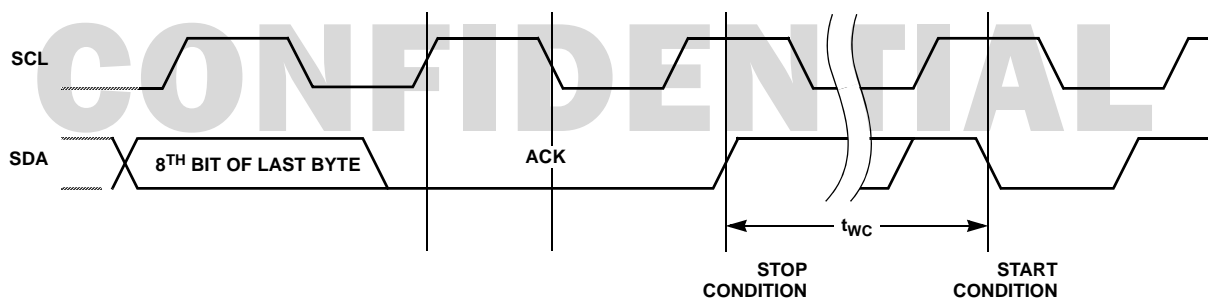 CONFIDENTIAL
SCL
SDA
8TH BIT OF LAST BYTE
ACK
tWC
STOP
CONDITION
START
CONDITION